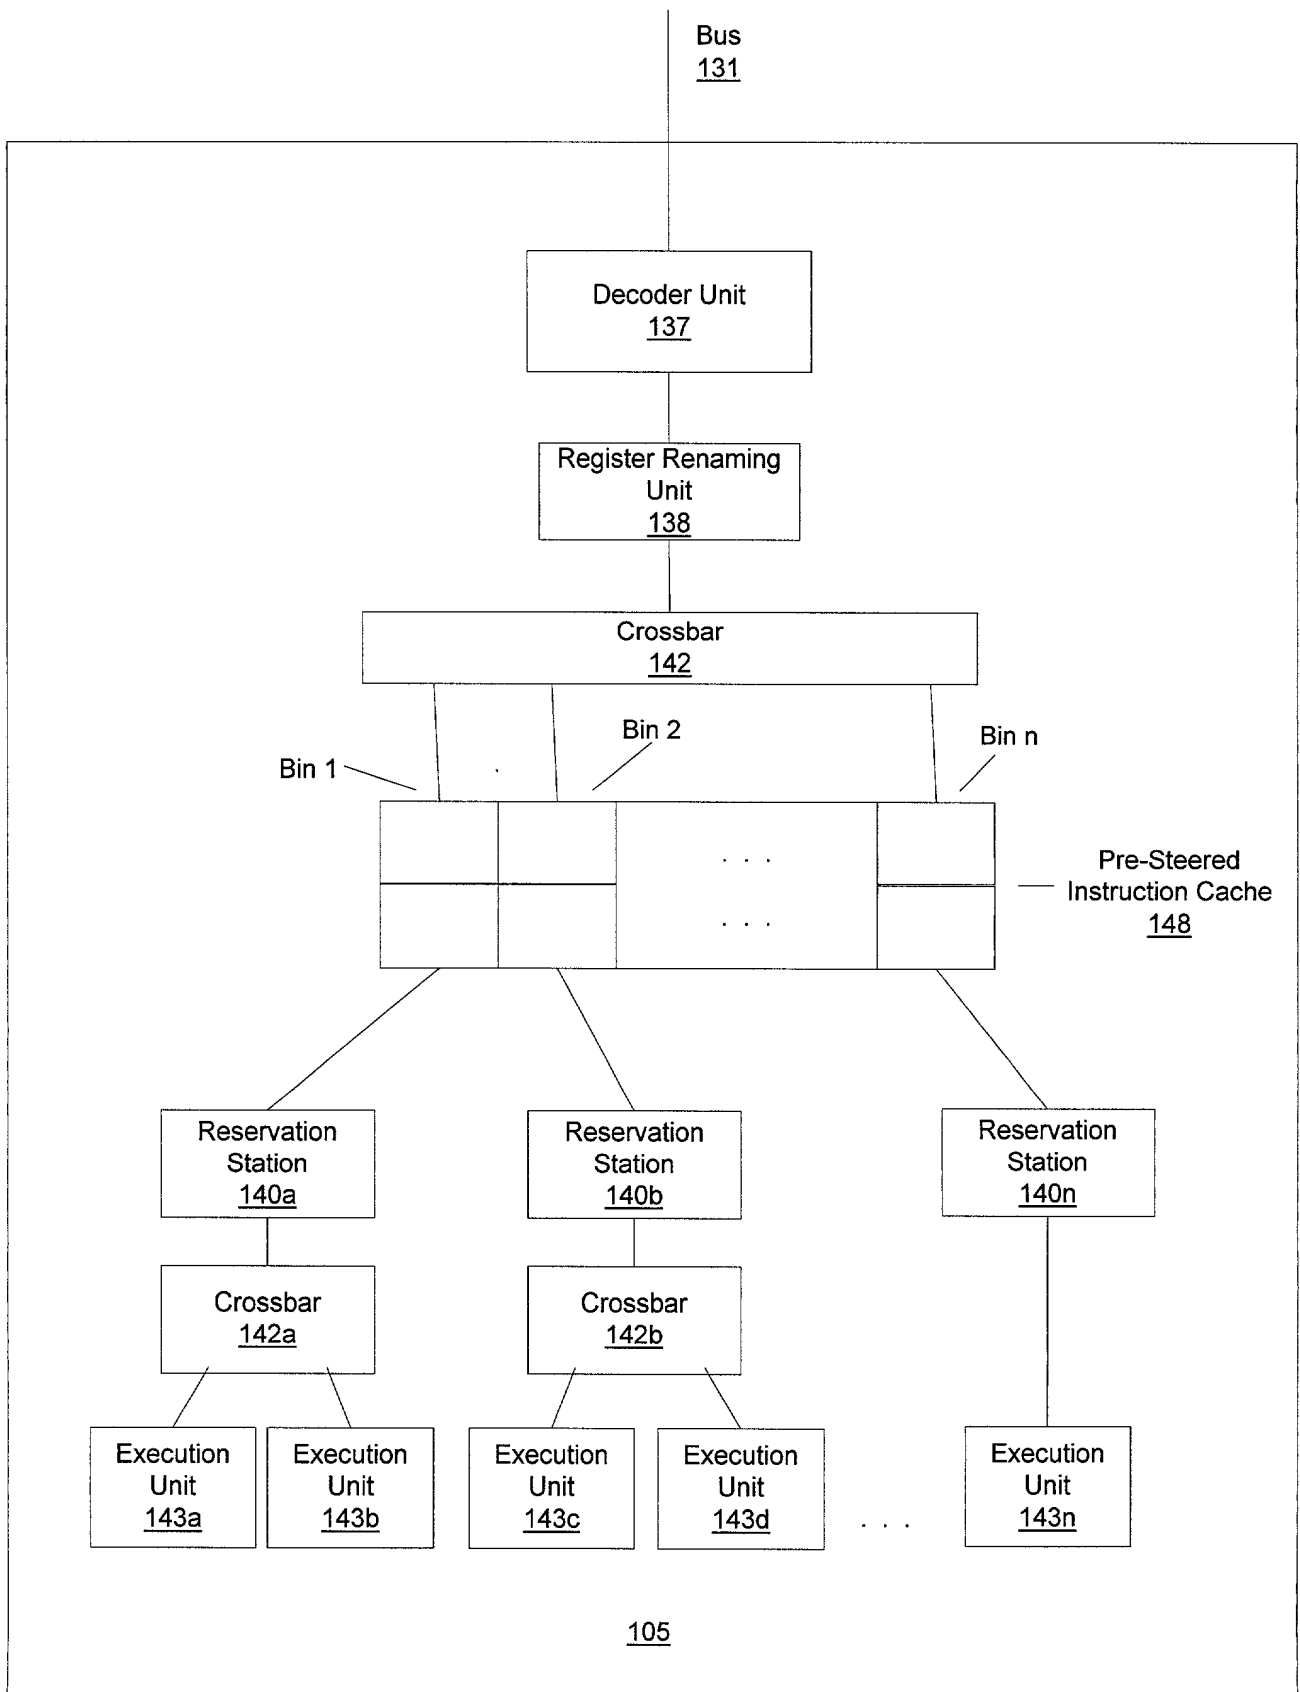 Bus
131
Decoder Unit
137
Register Renaming
Unit
138
Crossbar
142
Bin 1
Bin 2
Bin n
. . .
. . .
Pre-Steered
Instruction Cache
148
Reservation
Station
140a
Reservation
Station
140b
Reservation
Station
140n
Crossbar
142a
Crossbar
142b
Execution
Unit
143a
Execution
Unit
143b
Execution
Unit
143c
Execution
Unit
143d
. . .
Execution
Unit
143n
105